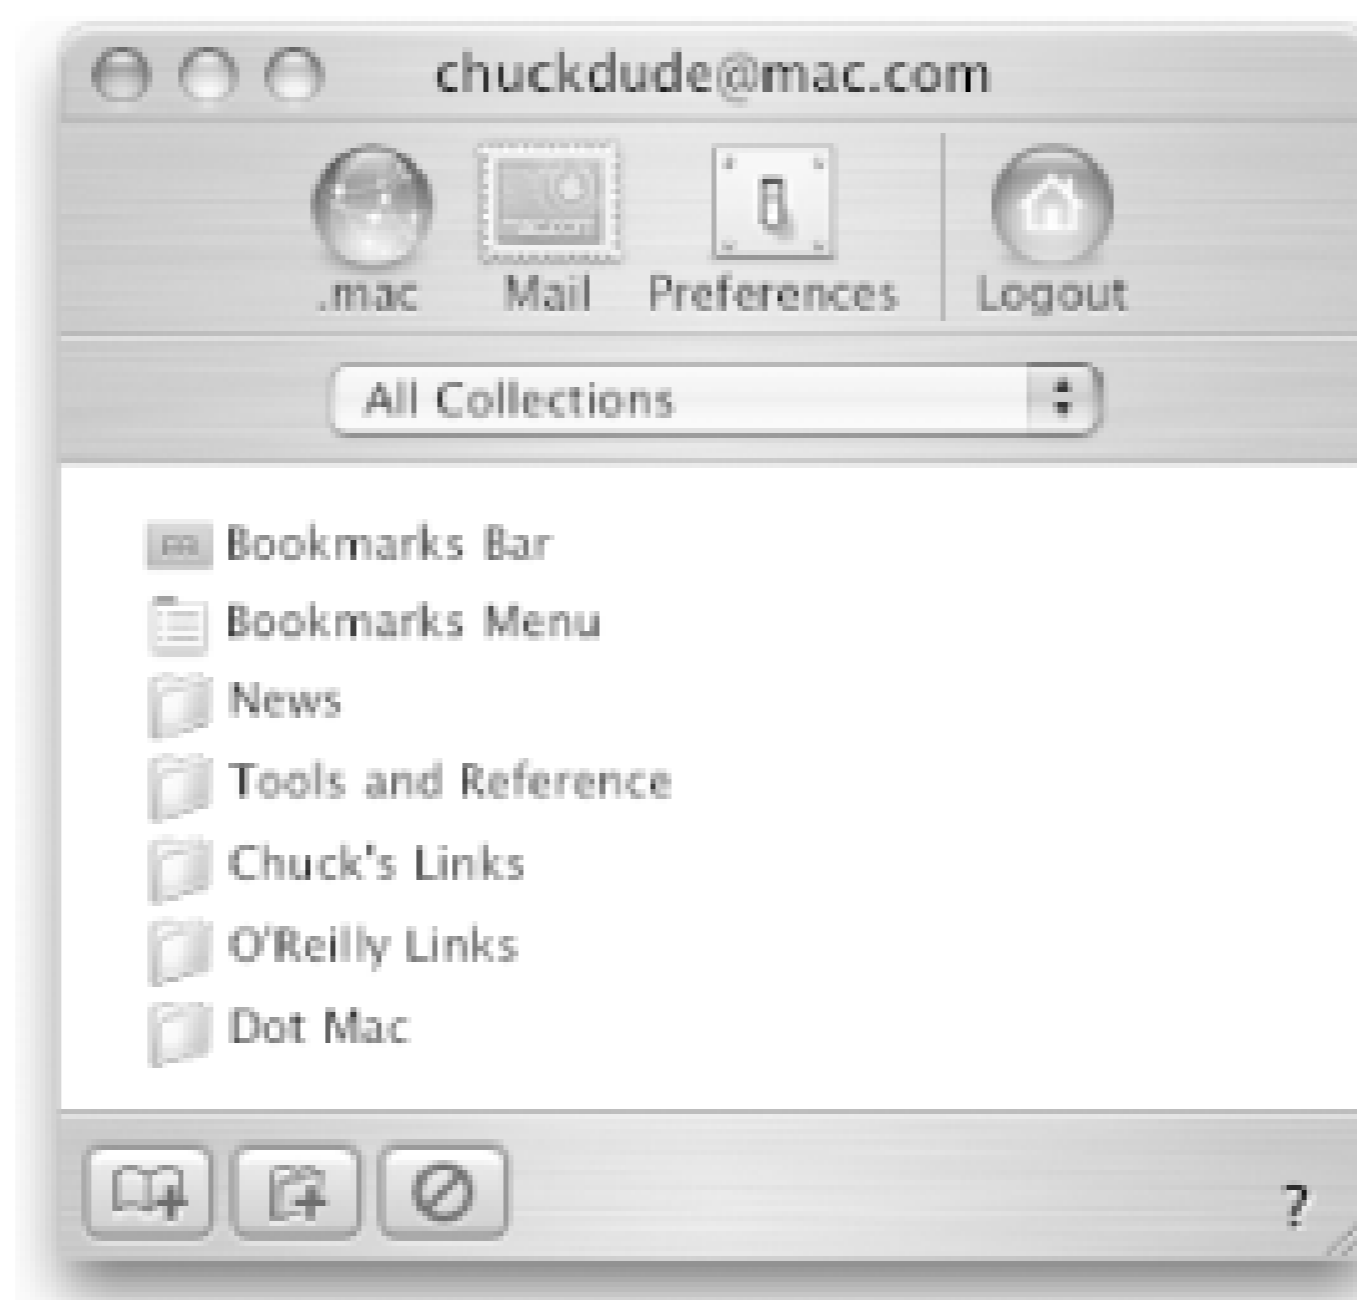 chuckdude@mac.com
.mac Mail Preferences Logout
All Collections
Bookmarks Bar
Bookmarks Menu
News
Tools and Reference
Chuck's Links
O'Reilly Links
Dot Mac
?